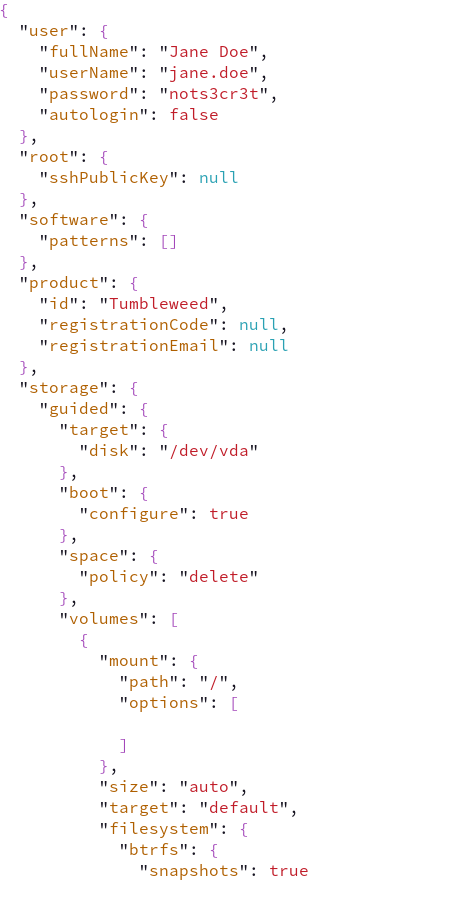 {
  "user": {
    "fullName": "Jane Doe",
    "userName": "jane.doe",
    "password": "nots3cr3t",
    "autologin": false
  },
  "root": {
    "sshPublicKey": null
  },
  "software": {
    "patterns": []
  },
  "product": {
    "id": "Tumbleweed",
    "registrationCode": null,
    "registrationEmail": null
  },
  "storage": {
    "guided": {
      "target": {
        "disk": "/dev/vda"
      },
      "boot": {
        "configure": true
      },
      "space": {
        "policy": "delete"
      },
      "volumes": [
        {
          "mount": {
            "path": "/",
            "options": [

            ]
          },
          "size": "auto",
          "target": "default",
          "filesystem": {
            "btrfs": {
              "snapshots": true